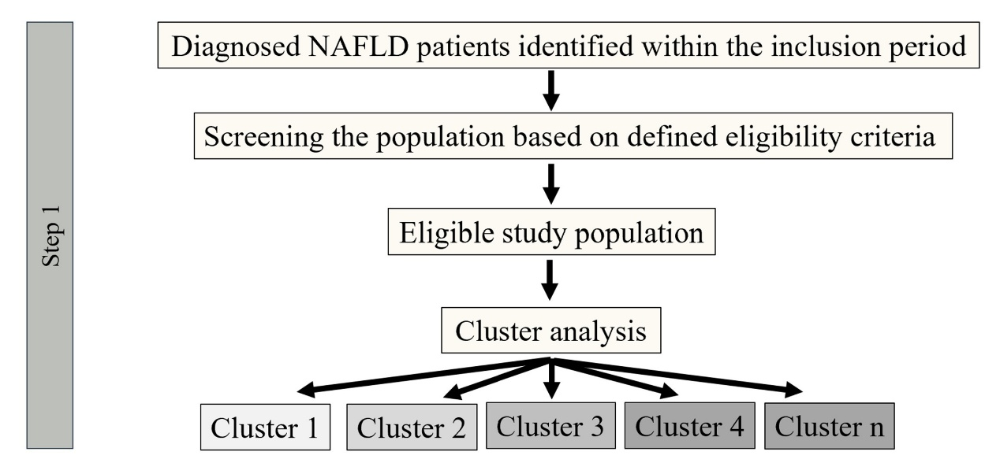 Step 1
Diagnosed NAFLD patients identified within the inclusion period
Screening the population based on defined eligibility criteria
Eligible study population
Cluster analysis
Cluster 1
Cluster 2
Cluster 3
Cluster 4
Cluster n